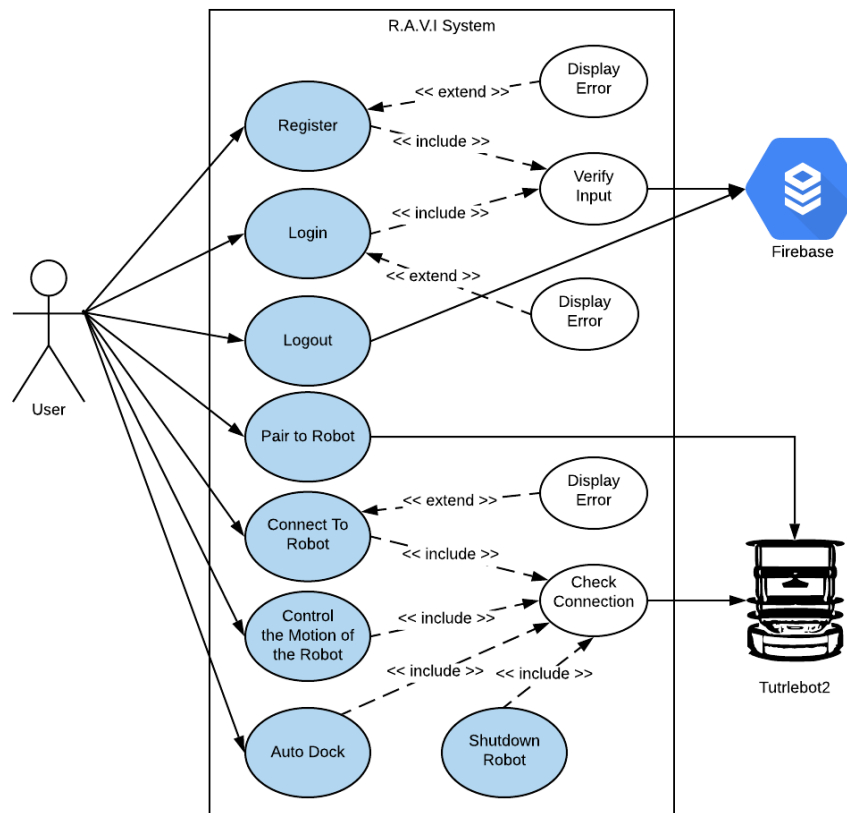 R.A.V.I System
Display
Error
<< extend >>
Register
<< include >>
Verify
Input
<< include >>
Login
Firebase
<< extend >>
Display
Error
Logout
User
Pair to Robot
Display
Error
<< extend >>
Connect To
Robot
<< include >>
Check
Connection
Control
the Motion of
the Robot
<< include >>
<< include >>
<< include >>
Tutrlebot2
Auto Dock
Shutdown
Robot